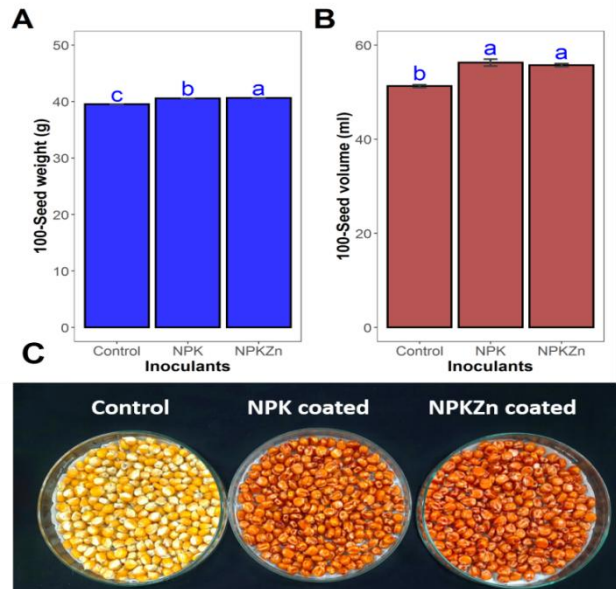 A
100-Seed weight (g)
50
40
30
20
10
0
c
b
a
Control
NPK
NPKZn
Inoculants
B
100-Seed volume (ml)
60
40
20
0
b
a
a
Control
NPK
NPKZn
Inoculants
C
Control
NPK coated
NPKZn coated